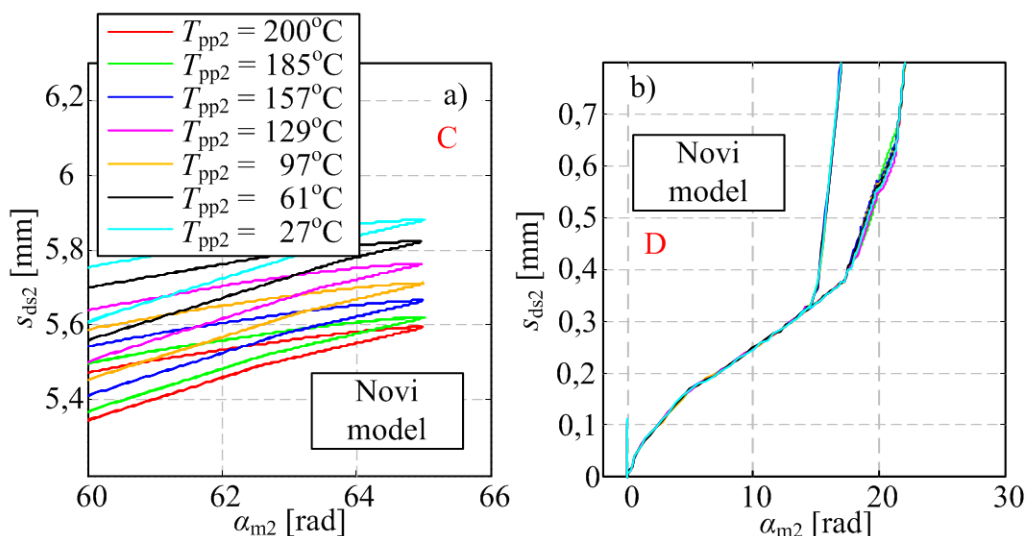 T_pp2 = 200°C
T_pp2 = 185°C
T_pp2 = 157°C
T_pp2 = 129°C
T_pp2 = 97°C
T_pp2 = 61°C
T_pp2 = 27°C
a)
C
Novi
model
6,2
6
5,8
5,6
5,4
s_ds2 [mm]
60
62
64
66
α_m2 [rad]
b)
Novi
model
D
0,7
0,6
0,5
0,4
0,3
0,2
0,1
0
s_ds2 [mm]
0
10
20
30
α_m2 [rad]